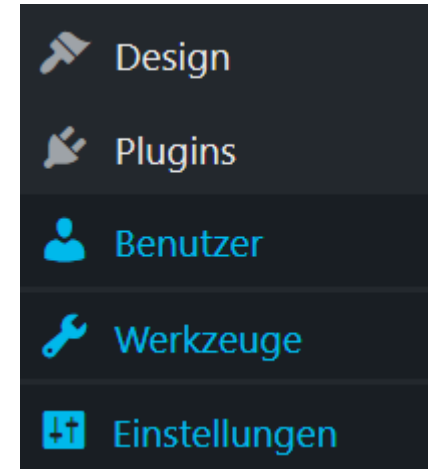 Design
Plugins
Benutzer
Werkzeuge
Einstellungen